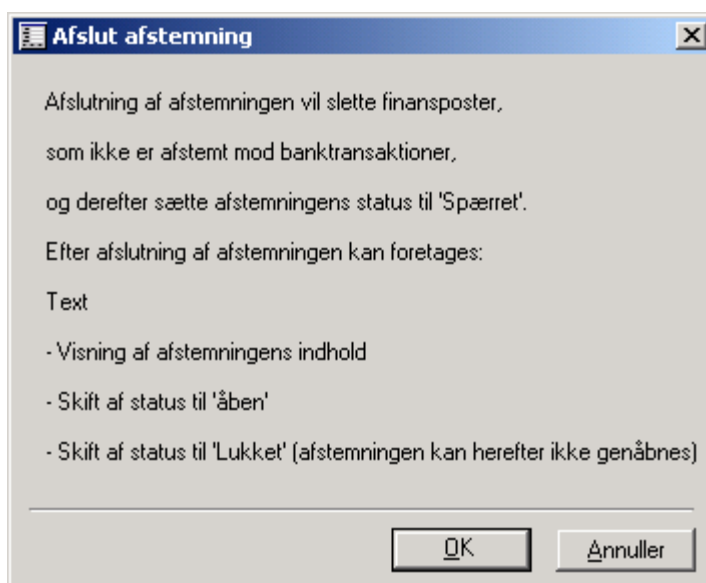 Afslut afstemning
Afslutning af afstemningen vil slette finansposter,
som ikke er afstemt mod banktransaktioner,
og derefter sætte afstemningens status til 'Spærret'.
Efter afslutning af afstemningen kan foretages:
Text
- Visning af afstemningens indhold
- Skift af status til 'åben'
- Skift af status til 'Lukket' (afstemningen kan herefter ikke genåbnes)
OK
Annuller